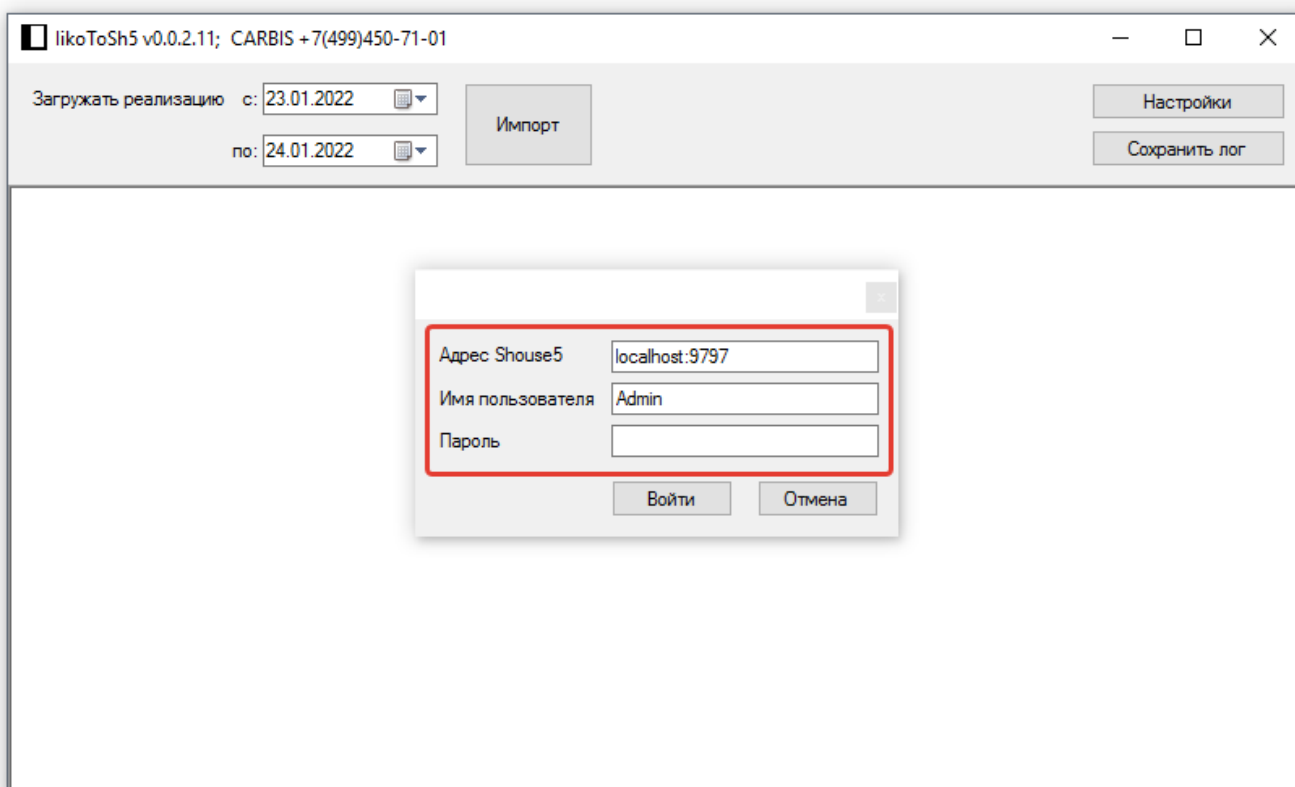 IikoToSh5 v0.0.2.11; CARBIS +7(499)450-71-01
Загружать реализацию с: 23.01.2022
по: 24.01.2022
Импорт
Настройки
Сохранить лог
x
Адрес Shouse5 localhost:9797
Имя пользователя Admin
Пароль
Войти Отмена